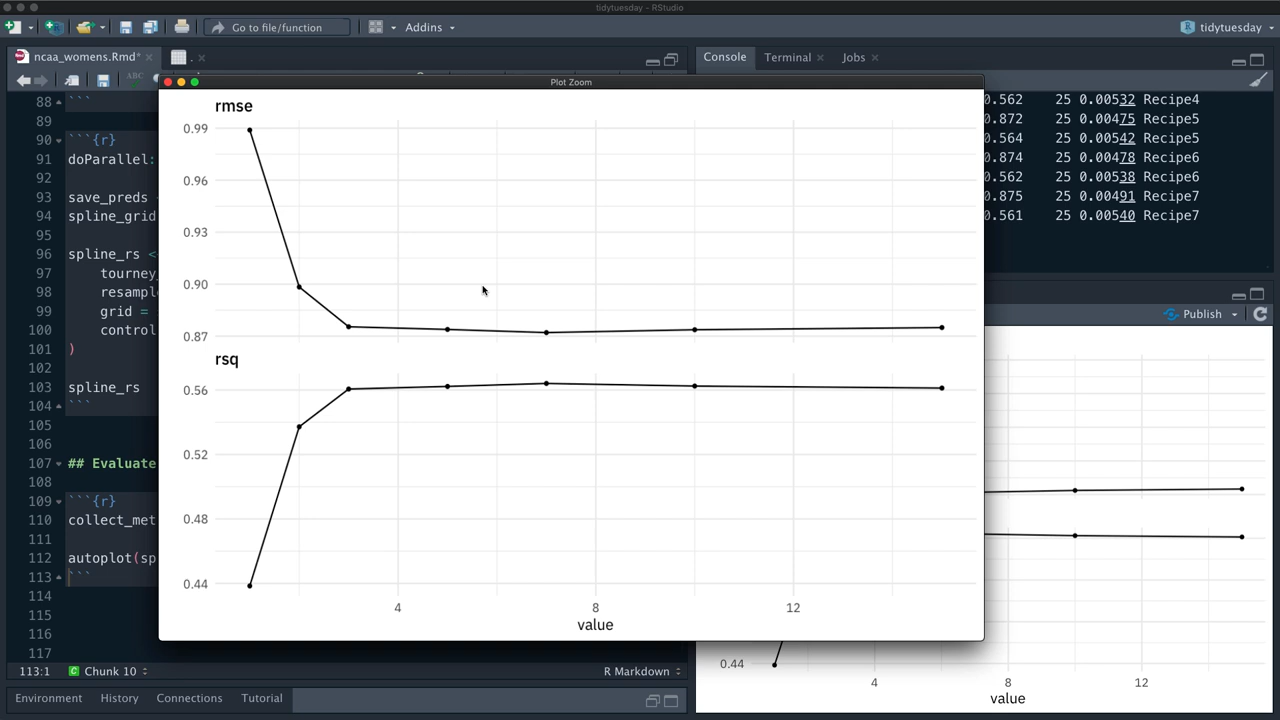 tidytuesday - RStudio
Go to file/function
Addins
tidytuesday
ncaa_womens.Rmd*
Console
Terminal
Jobs
Plot Zoom
88 ```
89
90 ```{r}
91 doParallel:
92
93 save_preds
94 spline_grid
95
96 spline_rs <
97 tourney_
98 resampl
99 grid =
100 control
101 )
102
103 spline_rs
104 ```
105
106
107 ## Evaluate
108
109 ```{r}
110 collect_met
111
112 autoplot(sp
113 ```
114
115
116
117
113:1
Chunk 10
R Markdown
Environment
History
Connections
Tutorial
rmse
0.99
0.96
0.93
0.90
0.87
rsq
0.56
0.52
0.48
0.44
4
8
12
value
0.562 25 0.00532 Recipe4
0.872 25 0.00475 Recipe5
0.564 25 0.00542 Recipe5
0.874 25 0.00478 Recipe6
0.562 25 0.00538 Recipe6
0.875 25 0.00491 Recipe7
0.561 25 0.00540 Recipe7
Publish
0.44
4
8
12
value